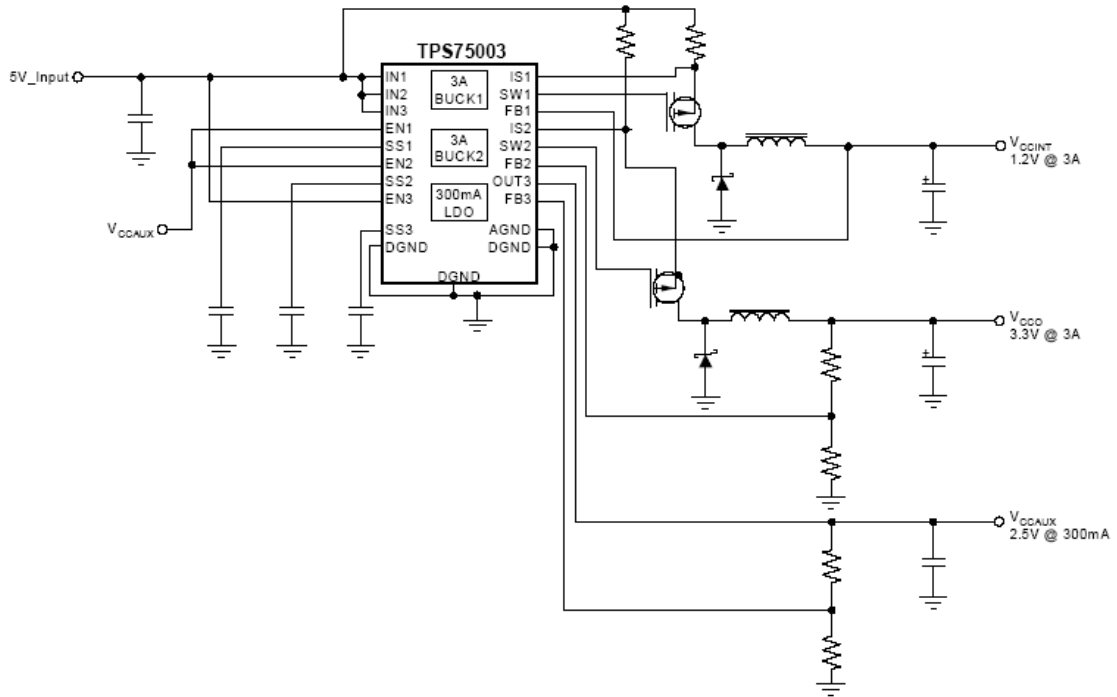 TPS75003
5V_Input
IN1
IN2
IN3
EN1
SS1
EN2
SS2
EN3
SS3
DGND
3A
BUCK1
3A
BUCK2
300mA
LDO
DGND
IS1
SW1
FB1
IS2
SW2
FB2
OUT3
FB3
AGND
DGND
VCCAUX
VCCINT
1.2V @ 3A
VCCO
3.3V @ 3A
VCCAUX
2.5V @ 300mA
+
+